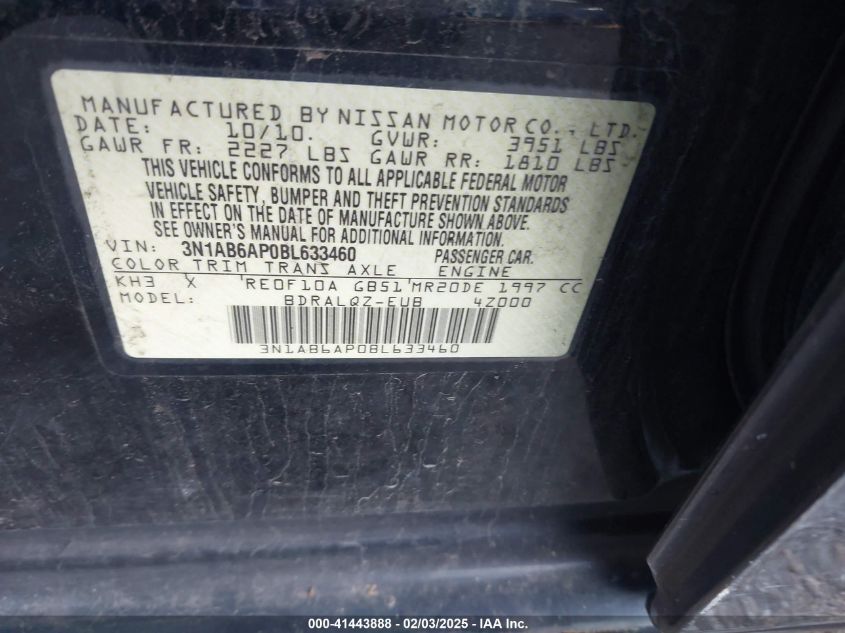 MANUFACTURED BY NISSAN MOTOR CO., LTD.
DATE: 10/10. GVWR: 3951 LBS
GAWR FR: 2227 LBS GAWR RR: 1810 LBS
THIS VEHICLE CONFORMS TO ALL APPLICABLE FEDERAL MOTOR
VEHICLE SAFETY, BUMPER AND THEFT PREVENTION STANDARDS
IN EFFECT ON THE DATE OF MANUFACTURE SHOWN ABOVE.
SEE OWNER'S MANUAL FOR ADDITIONAL INFORMATION.
VIN: 3N1AB6AP0BL633460 PASSENGER CAR.
COLOR TRIM TRANS AXLE ENGINE
KH3 X RE0F10A GB51 MR20DE 1997 CC
MODEL: BDRALQZ-EUB 4Z000
3N1AB6AP0BL633460
000-41443888 - 02/03/2025 - IAA Inc.